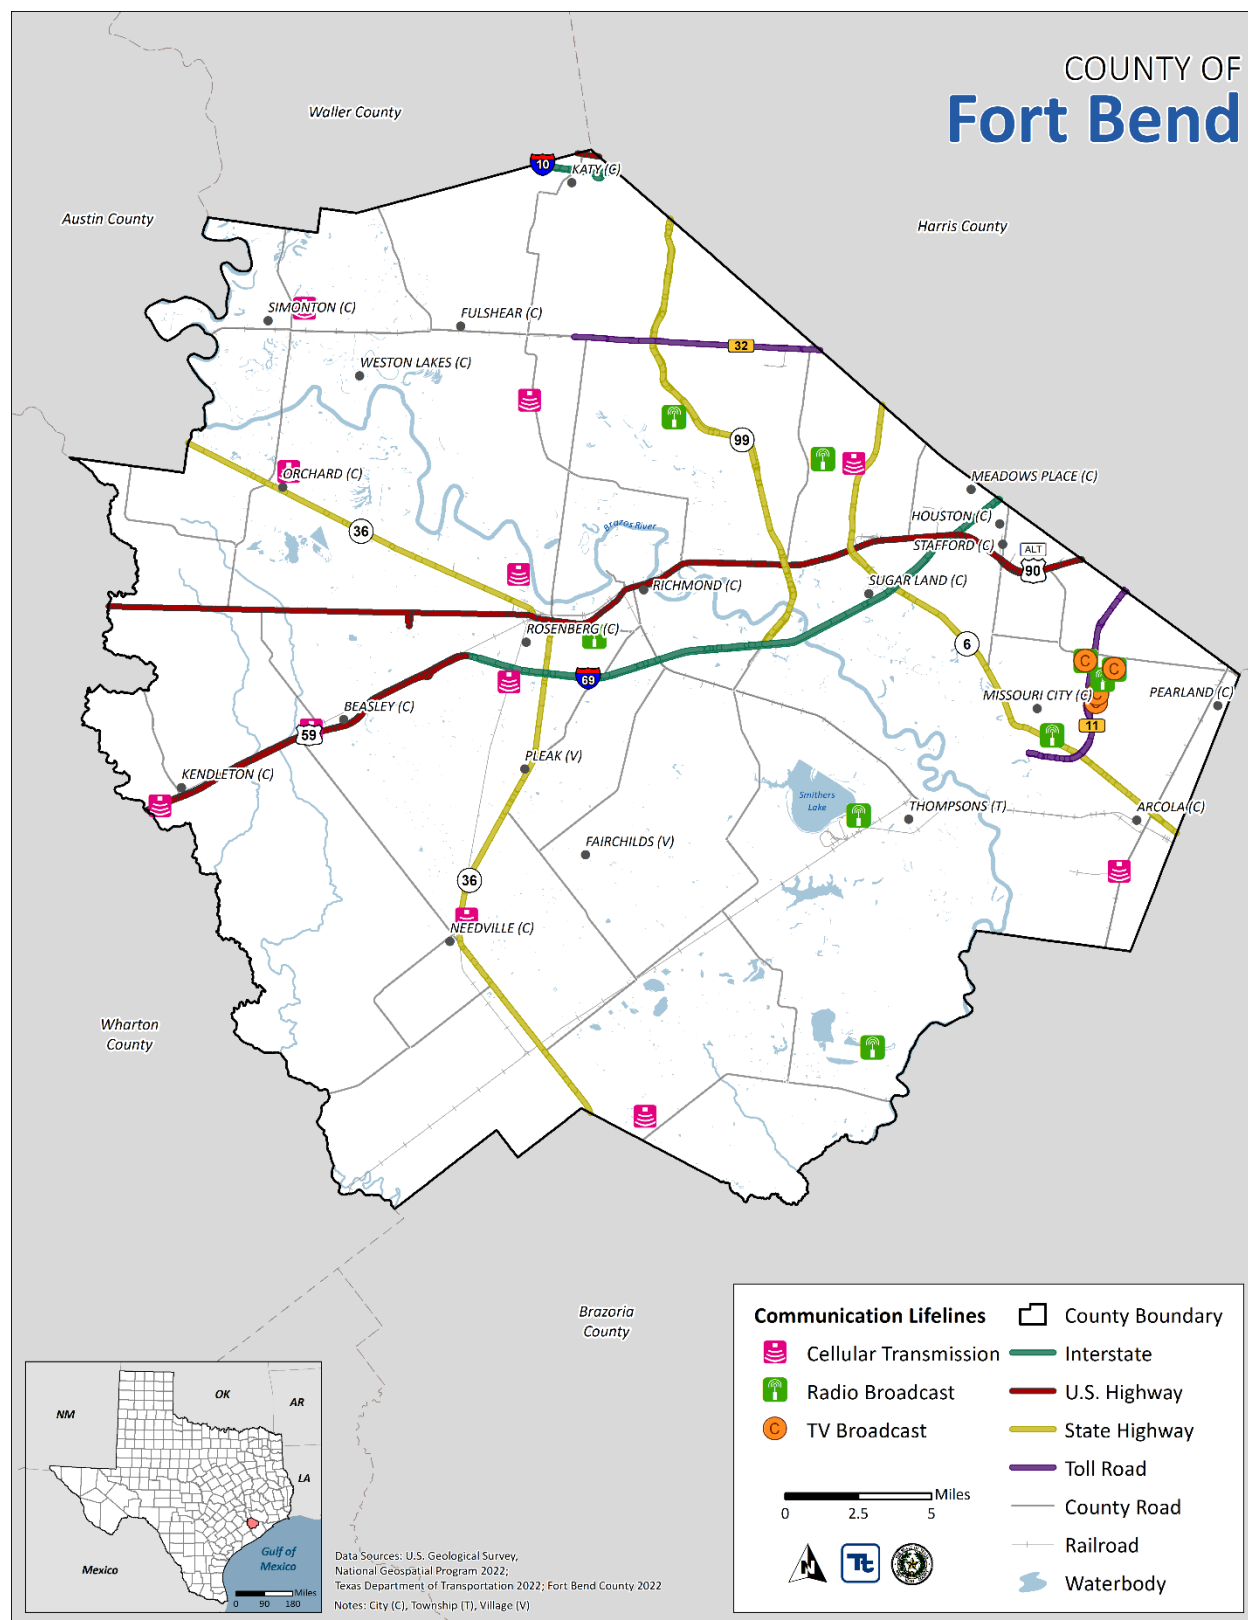 COUNTY OF
Fort Bend
Waller County
10
KATY (C)
Austin County
Harris County
SIMONTON (C)
FULSHEAR (C)
32
WESTON LAKES (C)
99
ORCHARD (C)
MEADOWS PLACE (C)
36
Brazos River
HOUSTON (C)
STAFFORD (C)
ALT
90
RICHMOND (C)
SUGAR LAND (C)
ROSENBERG (C)
6
69
C
C
C
MISSOURI CITY (C)
PEARLAND (C)
BEASLEY (C)
59
11
PLEAK (V)
KENDLETON (C)
Smithers
Lake
THOMPSONS (T)
ARCOLA (C)
FAIRCHILDS (V)
36
NEEDVILLE (C)
Wharton
County
Brazoria
County
Communication Lifelines
Cellular Transmission
Radio Broadcast
C
TV Broadcast
County Boundary
Interstate
U.S. Highway
State Highway
Toll Road
County Road
Railroad
Waterbody
Miles
0 2.5 5
N
Tt
NM
OK
AR
LA
Mexico
Gulf of
Mexico
Miles
0 90 180
Data Sources: U.S. Geological Survey,
National Geospatial Program 2022;
Texas Department of Transportation 2022; Fort Bend County 2022
Notes: City (C), Township (T), Village (V)